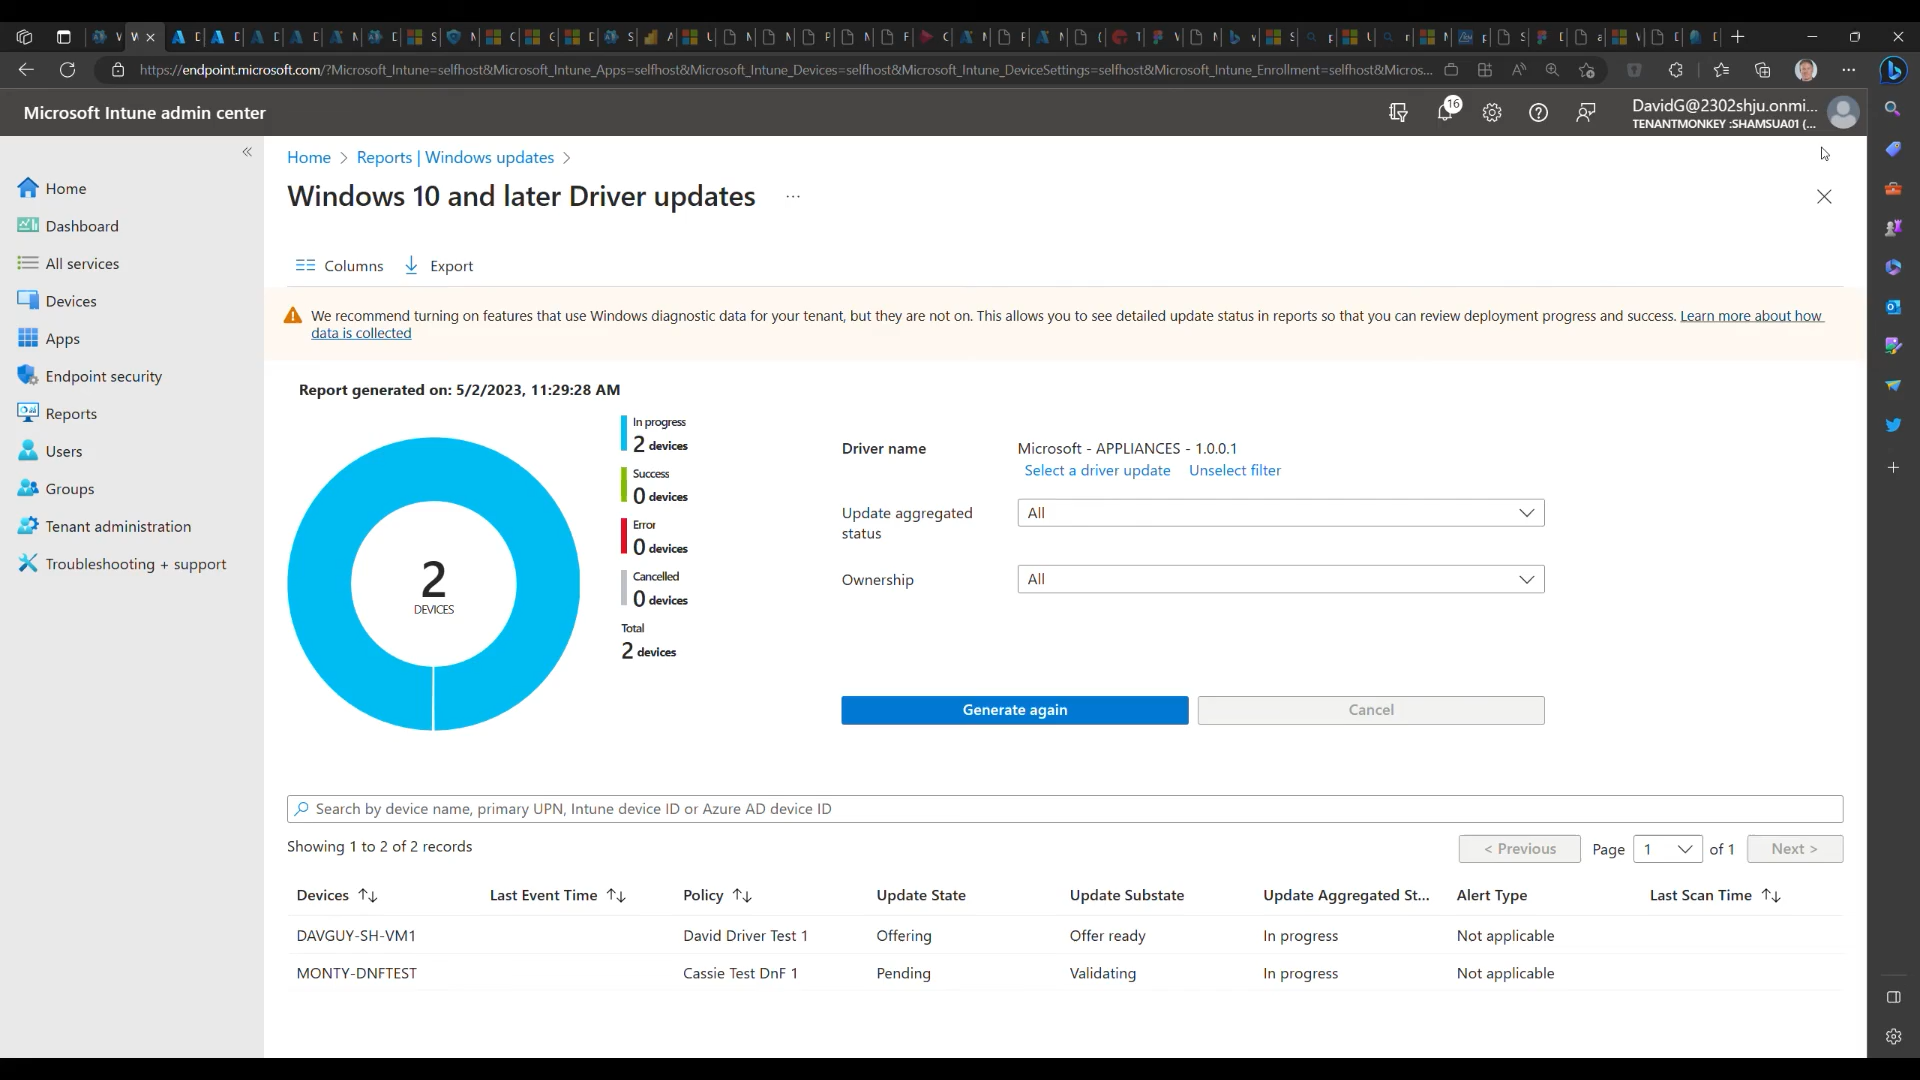 https://endpoint.microsoft.com/?Microsoft_Intune=selfhost&Microsoft_Intune_Apps=selfhost&Microsoft_Intune_Devices=selfhost&Microsoft_Intune_DeviceSettings=selfhost&Microsoft_Intune_Enrollment=selfhost&Micros...
Microsoft Intune admin center
16
DavidG@2302shju.onmi...
TENANTMONKEY :SHAMSUA01 (...
Home
Dashboard
All services
Devices
Apps
Endpoint security
Reports
Users
Groups
Tenant administration
Troubleshooting + support
Home > Reports | Windows updates >
Windows 10 and later Driver updates ...
Columns Export
We recommend turning on features that use Windows diagnostic data for your tenant, but they are not on. This allows you to see detailed update status in reports so that you can review deployment progress and success. Learn more about how
data is collected
Report generated on: 5/2/2023, 11:29:28 AM
2
DEVICES
In progress
2 devices
Success
0 devices
Error
0 devices
Cancelled
0 devices
Total
2 devices
Driver name Microsoft - APPLIANCES - 1.0.0.1
Select a driver update Unselect filter
Update aggregated
status
All
Ownership All
Generate again Cancel
Search by device name, primary UPN, Intune device ID or Azure AD device ID
Showing 1 to 2 of 2 records
< Previous Page 1 of 1 Next >
Devices Last Event Time Policy Update State Update Substate Update Aggregated St... Alert Type Last Scan Time
DAVGUY-SH-VM1 David Driver Test 1 Offering Offer ready In progress Not applicable
MONTY-DNFTEST Cassie Test DnF 1 Pending Validating In progress Not applicable